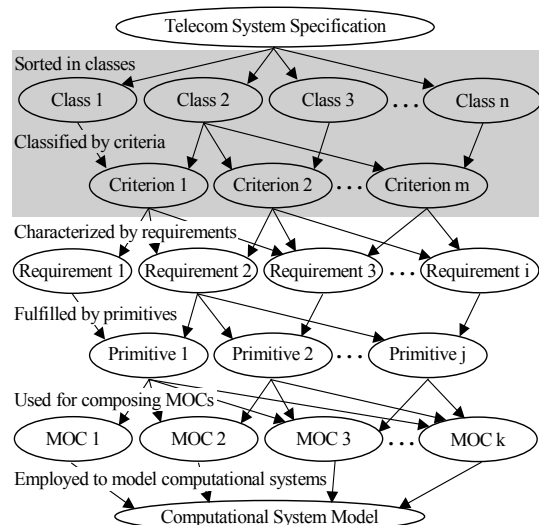 Telecom System Specification
Sorted in classes
Class 1 Class 2 Class 3 ... Class n
Classified by criteria
Criterion 1 Criterion 2 ... Criterion m
Characterized by requirements
Requirement 1 Requirement 2 Requirement 3 ... Requirement i
Fulfilled by primitives
Primitive 1 Primitive 2 ... Primitive j
Used for composing MOCs
MOC 1 MOC 2 MOC 3 ... MOC k
Employed to model computational systems
Computational System Model